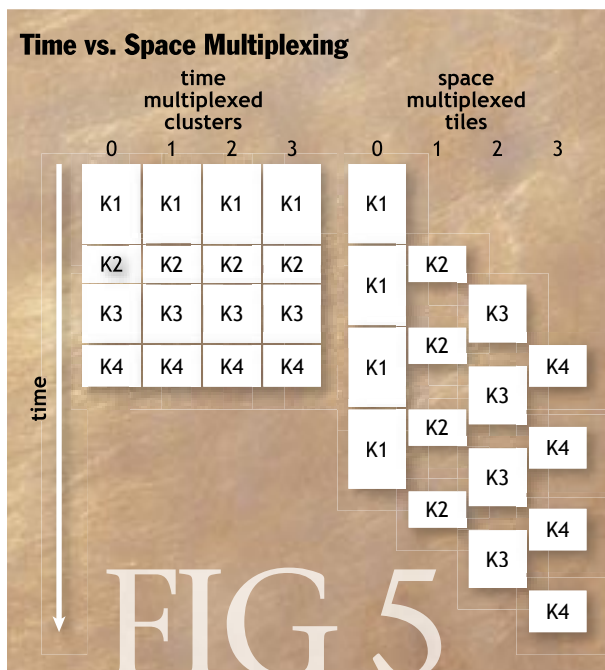 Time vs. Space Multiplexing
time
multiplexed
clusters
space
multiplexed
tiles
0 1 2 3
0 1 2 3
K1 K1 K1 K1
K1
K2 K2 K2 K2
K1
K2
K3 K3 K3 K3
K3
K2
K4 K4 K4 K4
K1
K4
K3
K2
K1
K4
K3
K2
K4
K3
K4
time
FIG 5